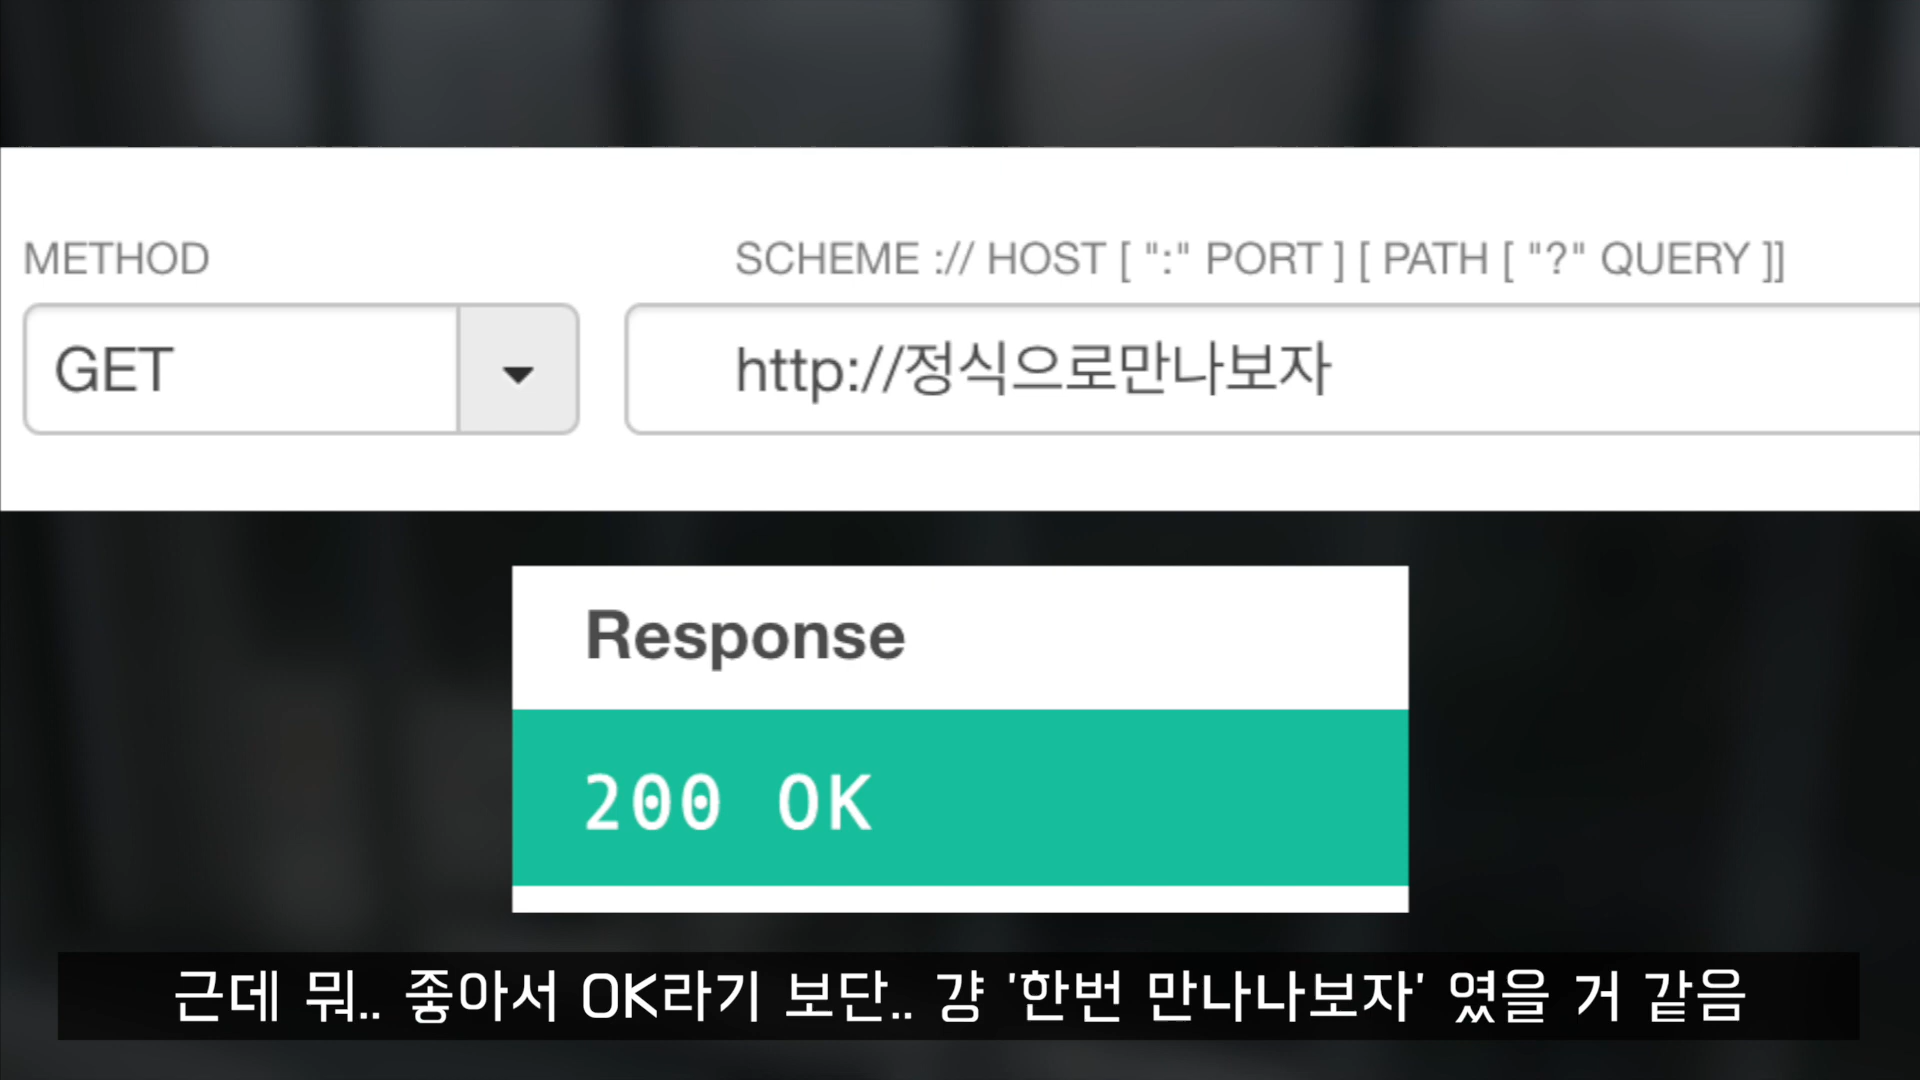 METHOD
SCHEME :// HOST [ ":" PORT ] [ PATH [ "?" QUERY ]]
GET
http://정식으로만나보자
Response
200 OK
근데 뭐.. 좋아서 OK라기 보단.. 걍 '한번 만나나보자' 였을 거 같음